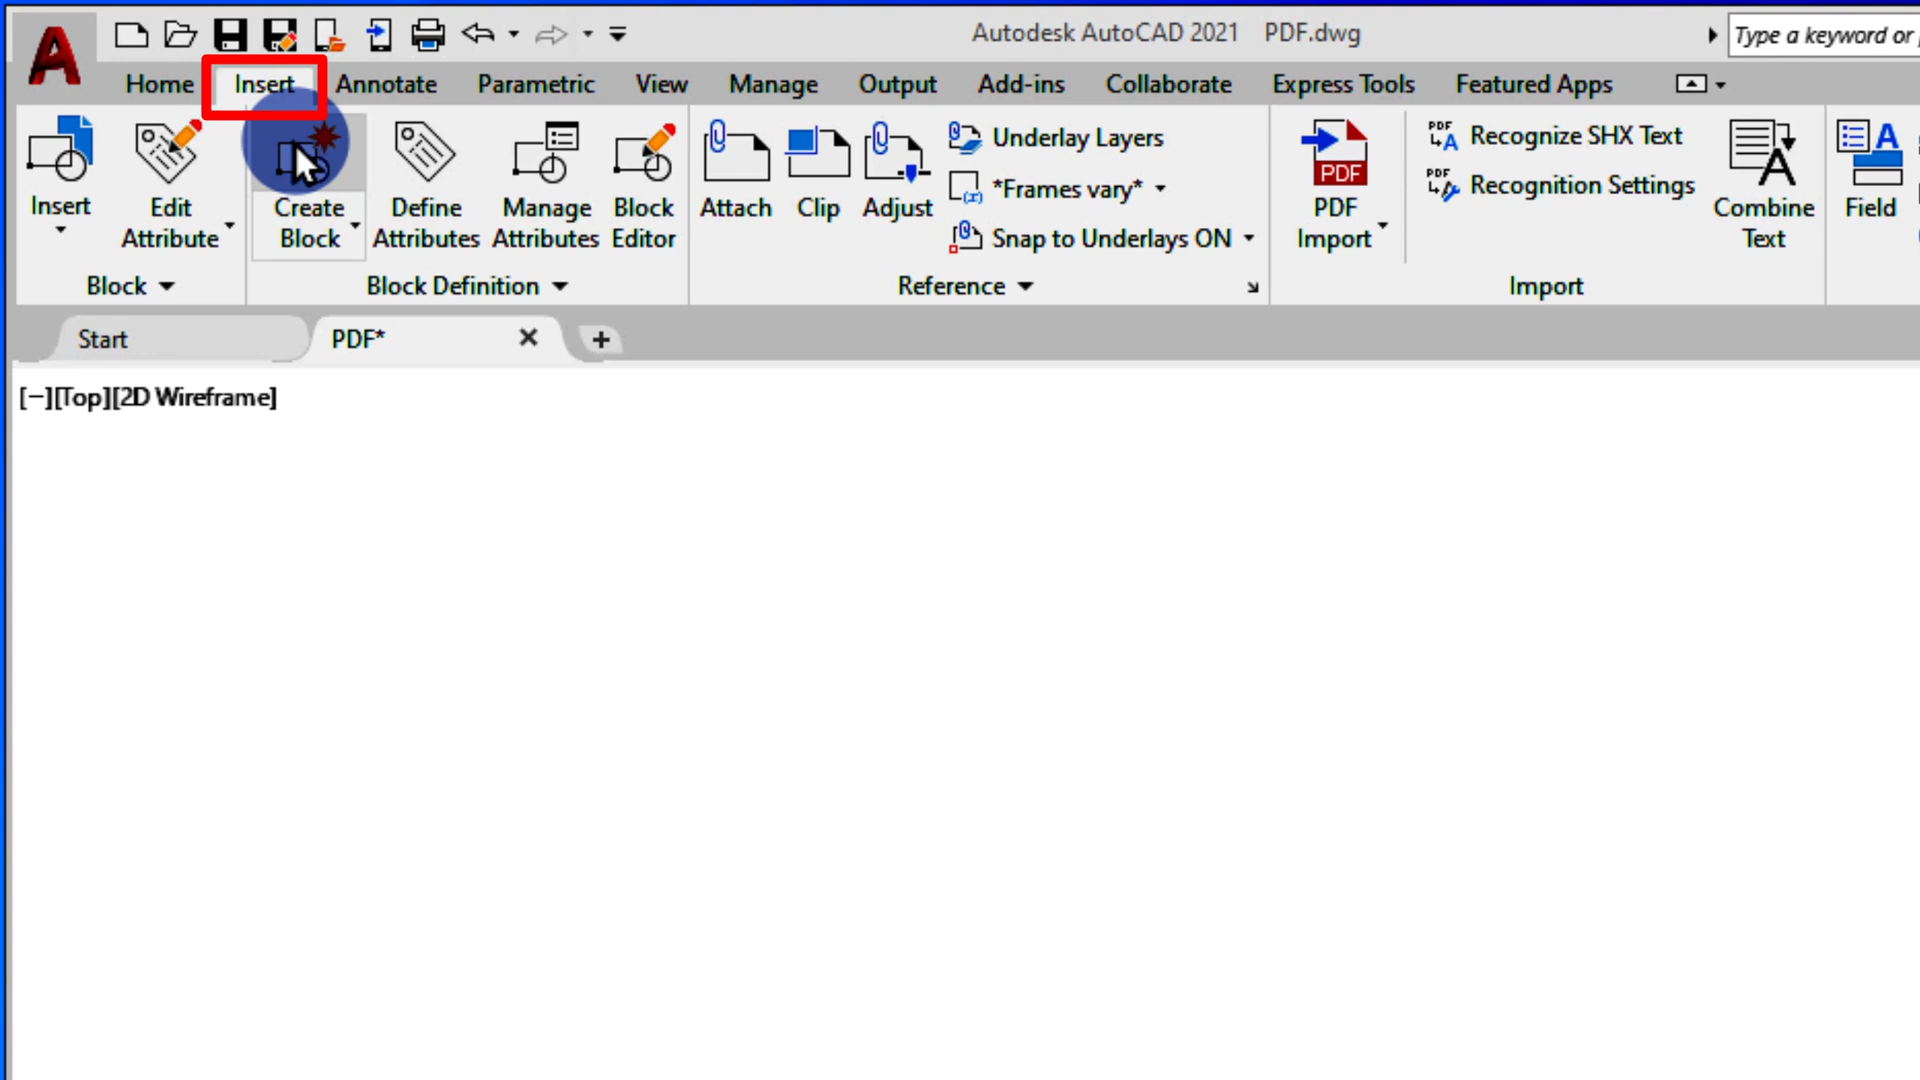 Autodesk AutoCAD 2021 PDF.dwg
Type a keyword or
Home Insert Annotate Parametric View Manage Output Add-ins Collaborate Express Tools Featured Apps
Insert
Edit
Attribute
Create
Block
Define
Attributes
Manage
Attributes
Block
Editor
Attach
Clip
Adjust
Underlay Layers
*Frames vary*
Snap to Underlays ON
PDF
PDF
Import
PDF
A
Recognize SHX Text
PDF
Recognition Settings
Combine
Text
Field
Block
Block Definition
Reference
Import
Start
PDF*
[−][Top][2D Wireframe]